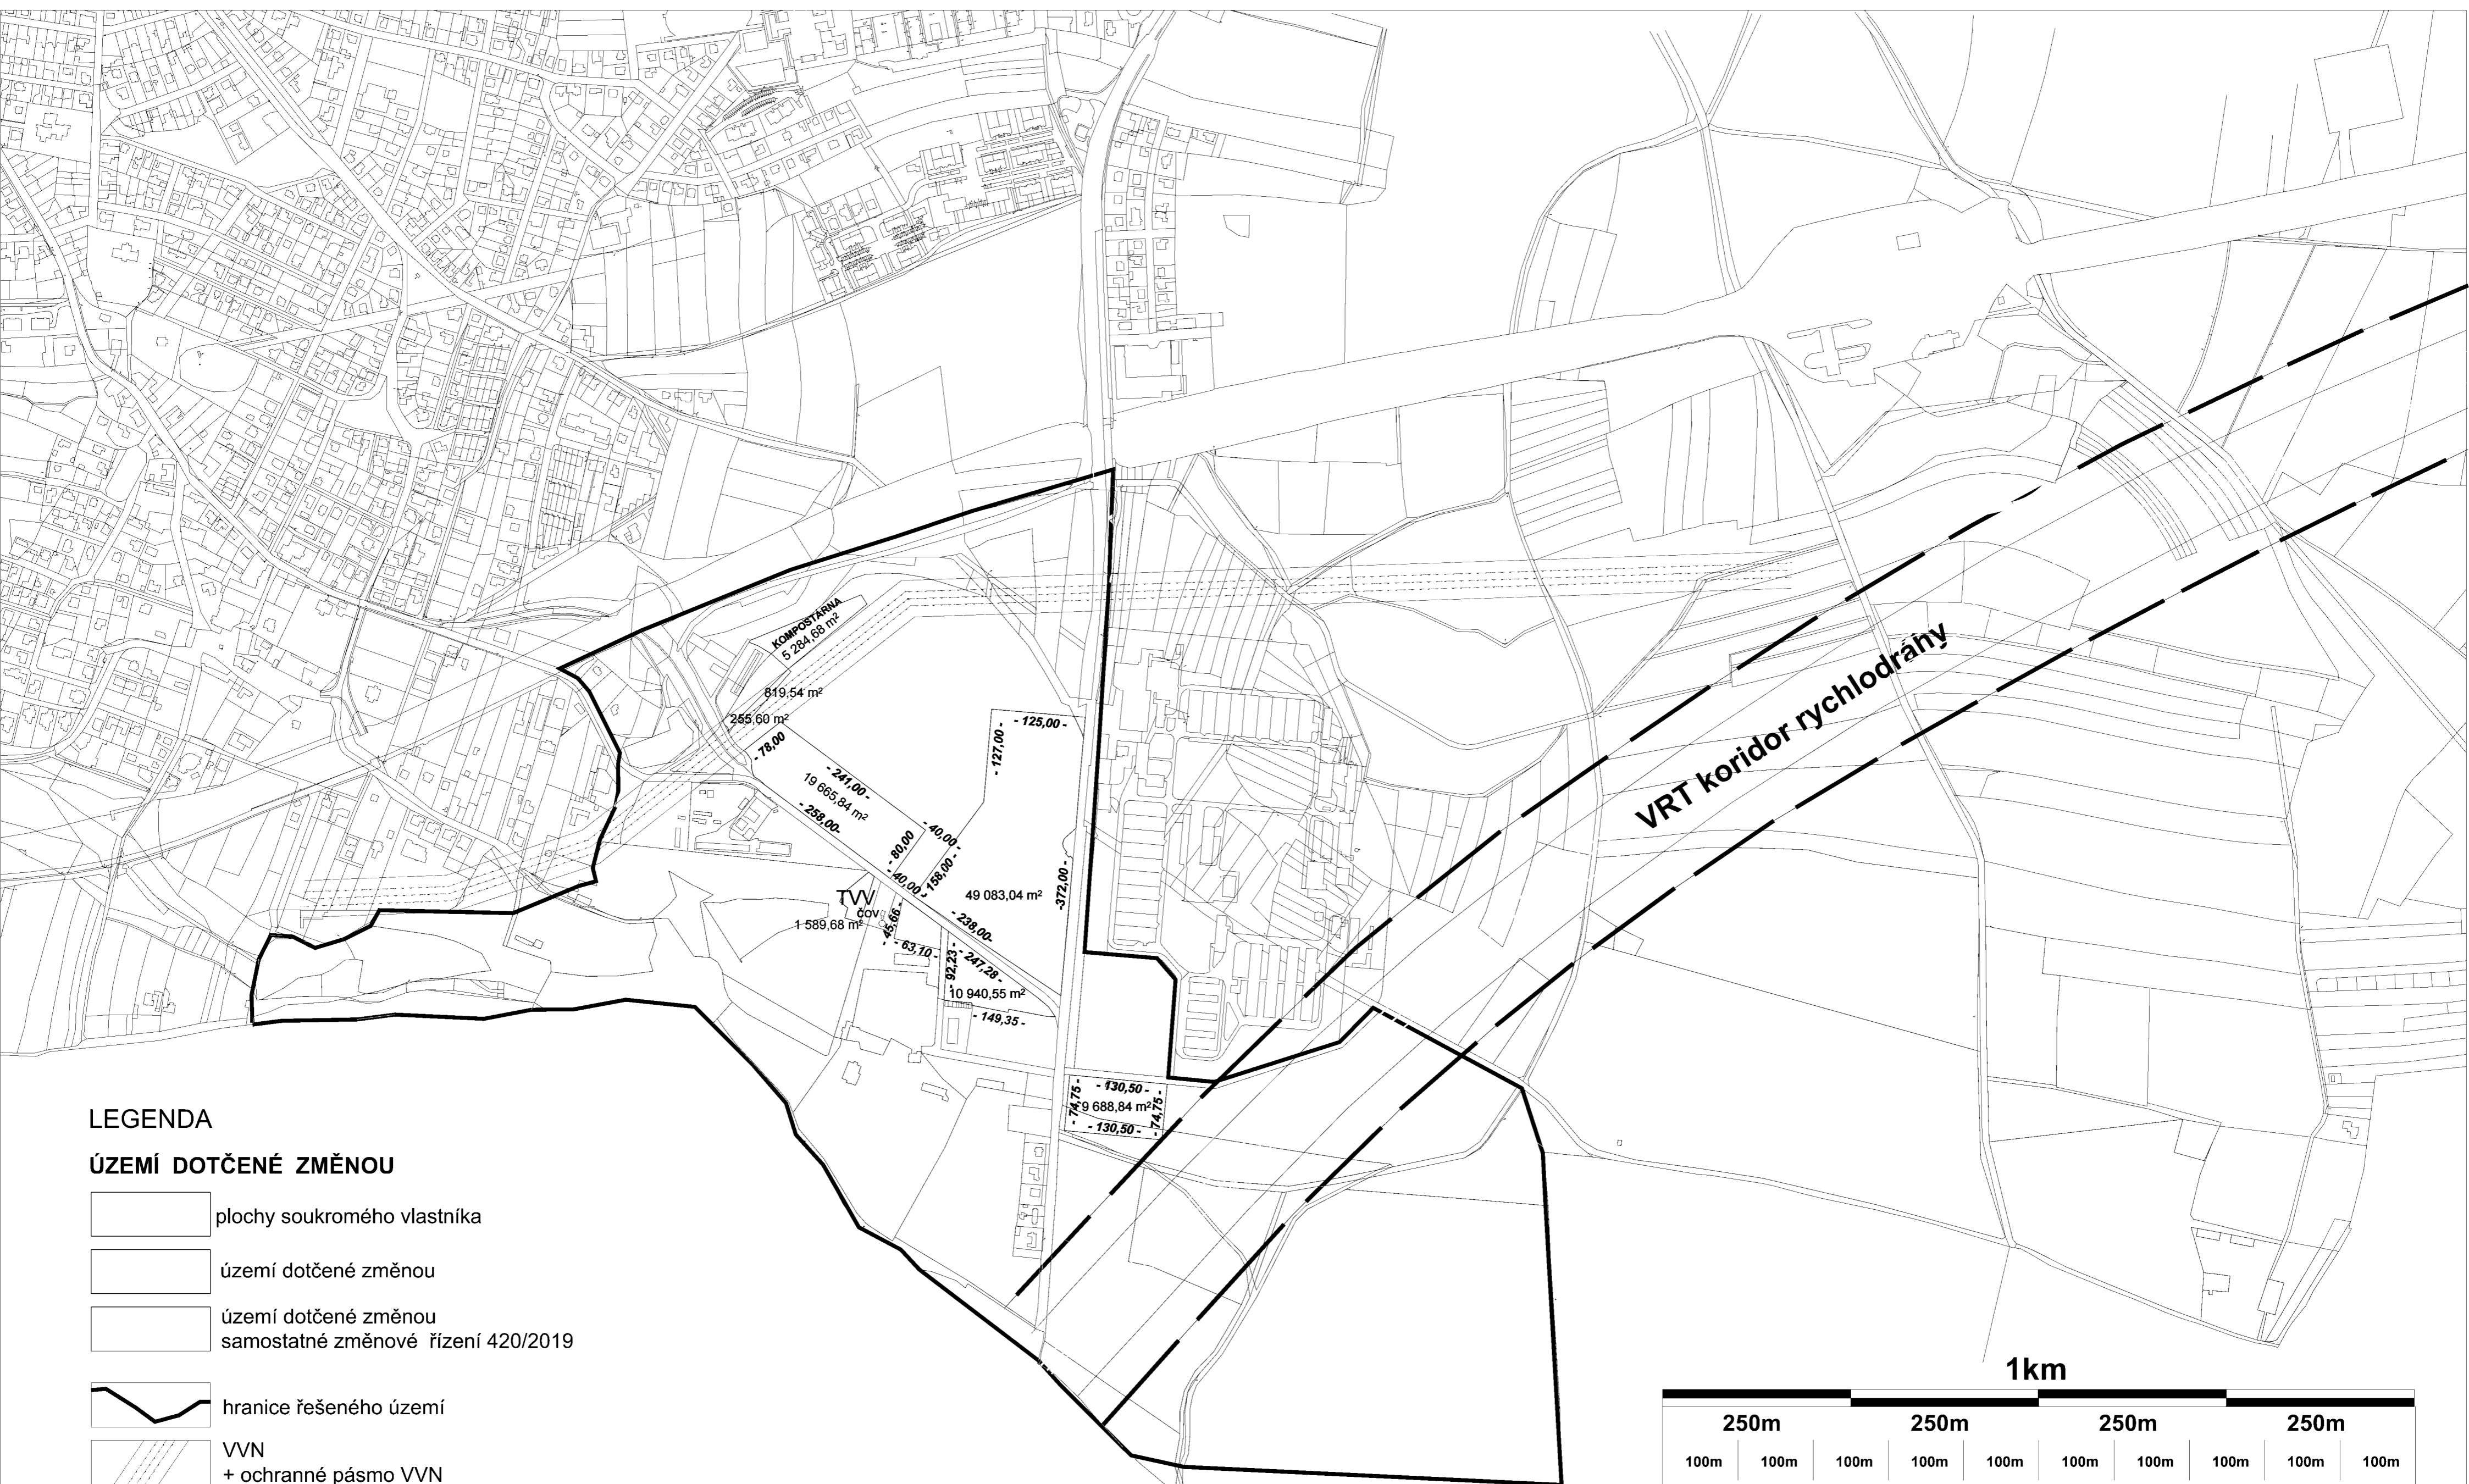 KOMPOSTÁRNA
5 284,68 m²
819,54 m²
255,60 m²
- 78,00
- 125,00 -
- 127,00 -
- 241,00 -
19 665,84 m²
- 258,00-
- 40,00 -
- 80,00
- 40,00 -
- 158,00 -
-372,00 -
49 083,04 m²
TVV
čov
1 589,68 m²
- 45,66 -
- 238,00-
- 63,10 -
- 92,23 -
- 247,28 -
10 940,55 m²
- 149,35 -
- 130,50 -
- 74,75 -
9 688,84 m²
- 74,75 -
- 130,50 -
VRT koridor rychlodráhy
LEGENDA
ÚZEMÍ DOTČENÉ ZMĚNOU
plochy soukromého vlastníka
území dotčené změnou
území dotčené změnou
samostatné změnové řízení 420/2019
hranice řešeného území
VVN
+ ochranné pásmo VVN
1km
250m 250m 250m 250m
100m 100m 100m 100m 100m 100m 100m 100m 100m 100m